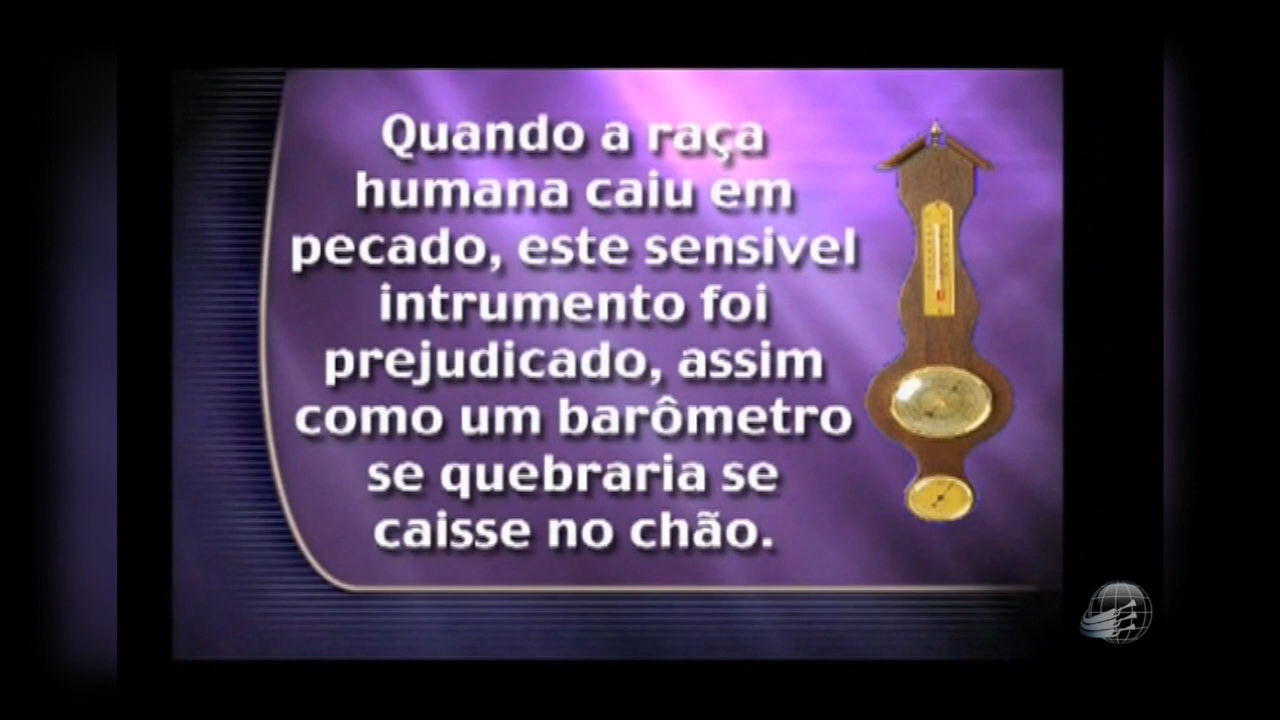 Quando a raça
humana caiu em
pecado, este sensivel
intrumento foi
prejudicado, assim
como um barômetro
se quebraria se
caisse no chão.